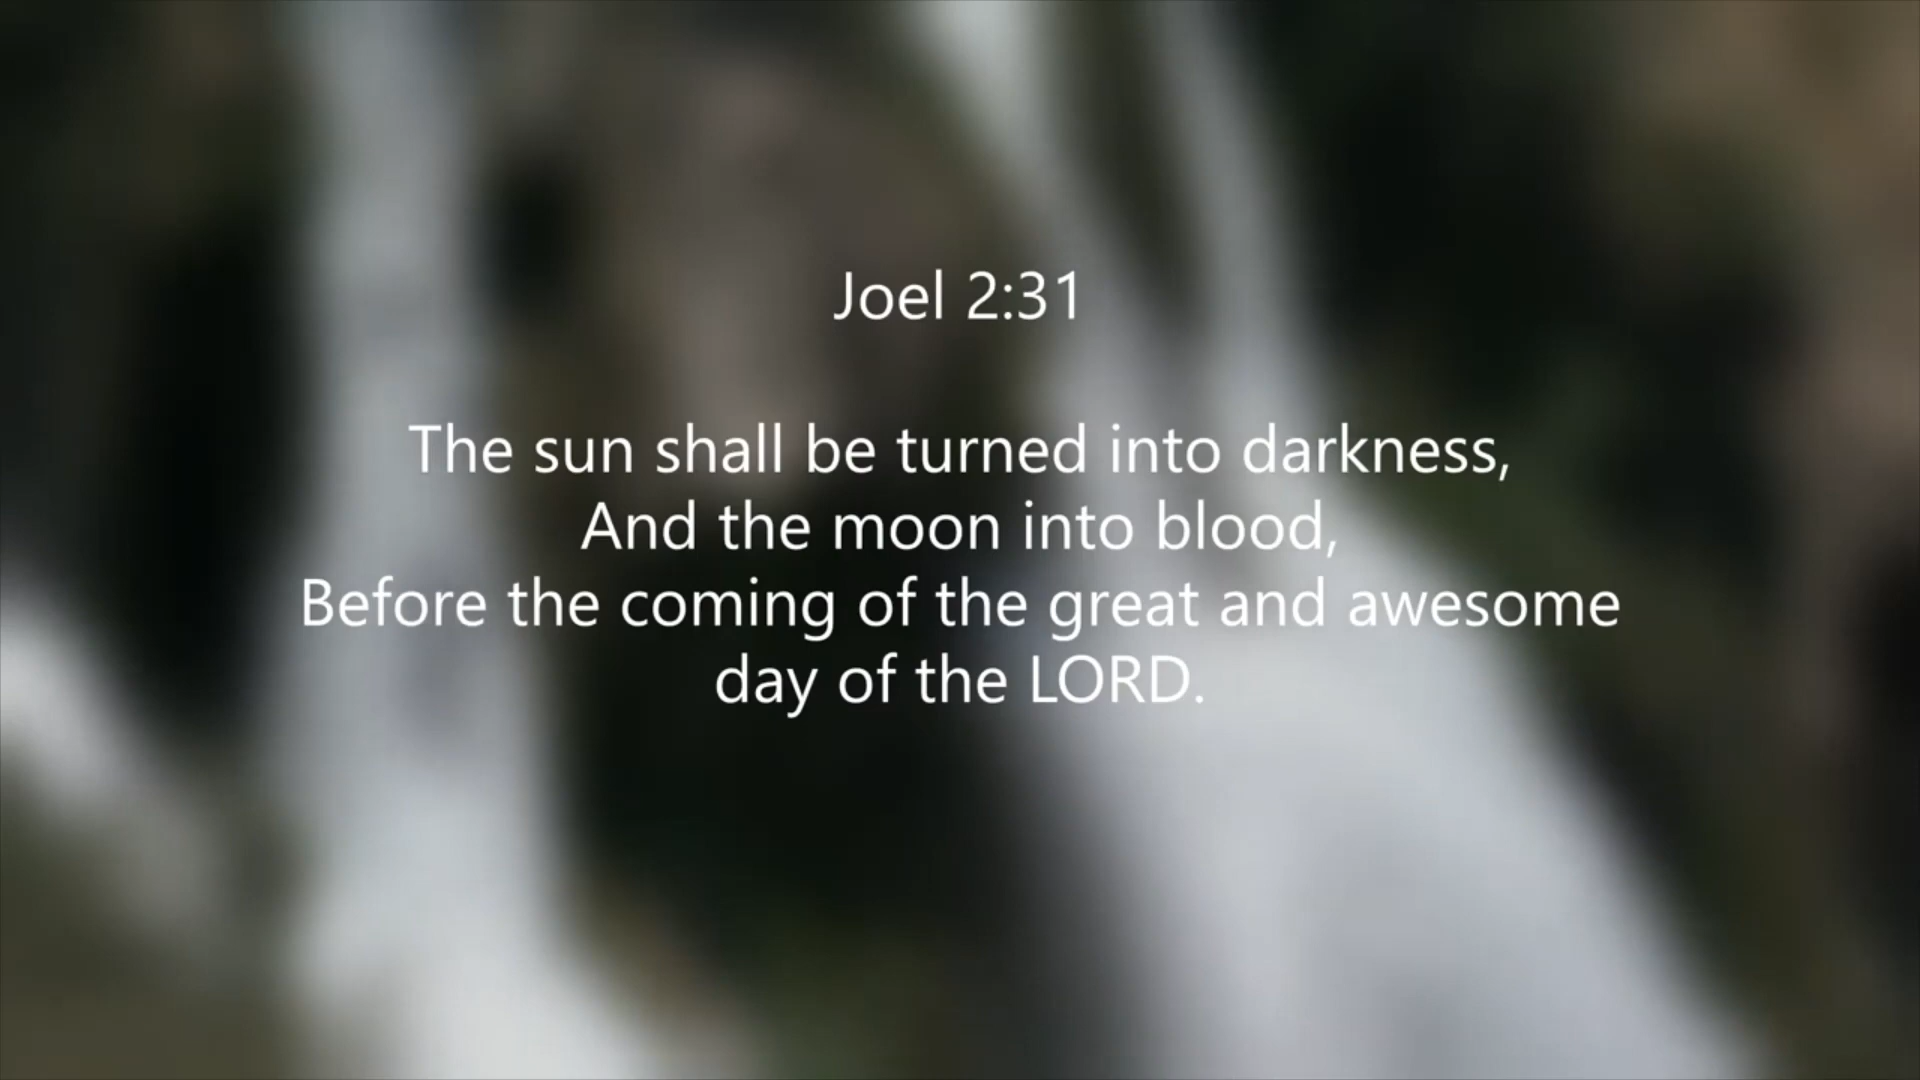 Joel 2:31
The sun shall be turned into darkness,
And the moon into blood,
Before the coming of the great and awesome
day of the LORD.